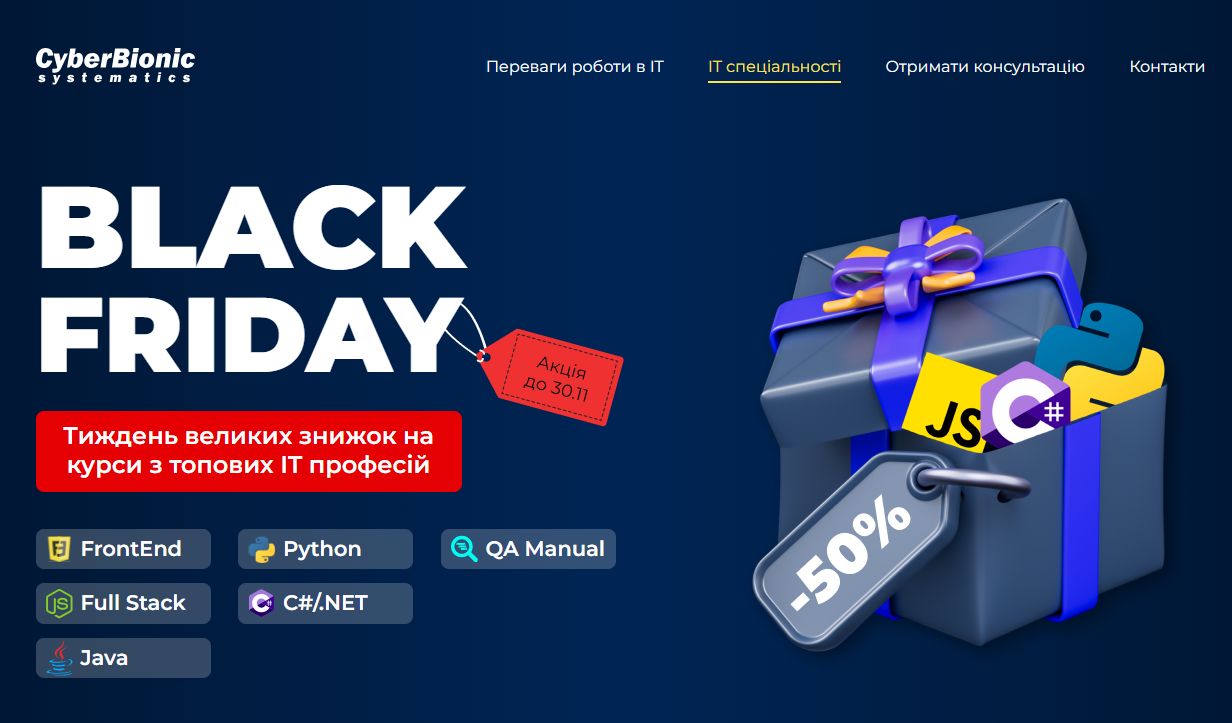 CyberBionic
systematics
Переваги роботи в IT
IT спеціальності
Отримати консультацію
Контакти
BLACK
FRIDAY
Акція
до 30.11
Тиждень великих знижок на
курси з топових IT професій
FrontEnd
Python
QA Manual
Full Stack
C#/.NET
Java
JS
C#
-50%